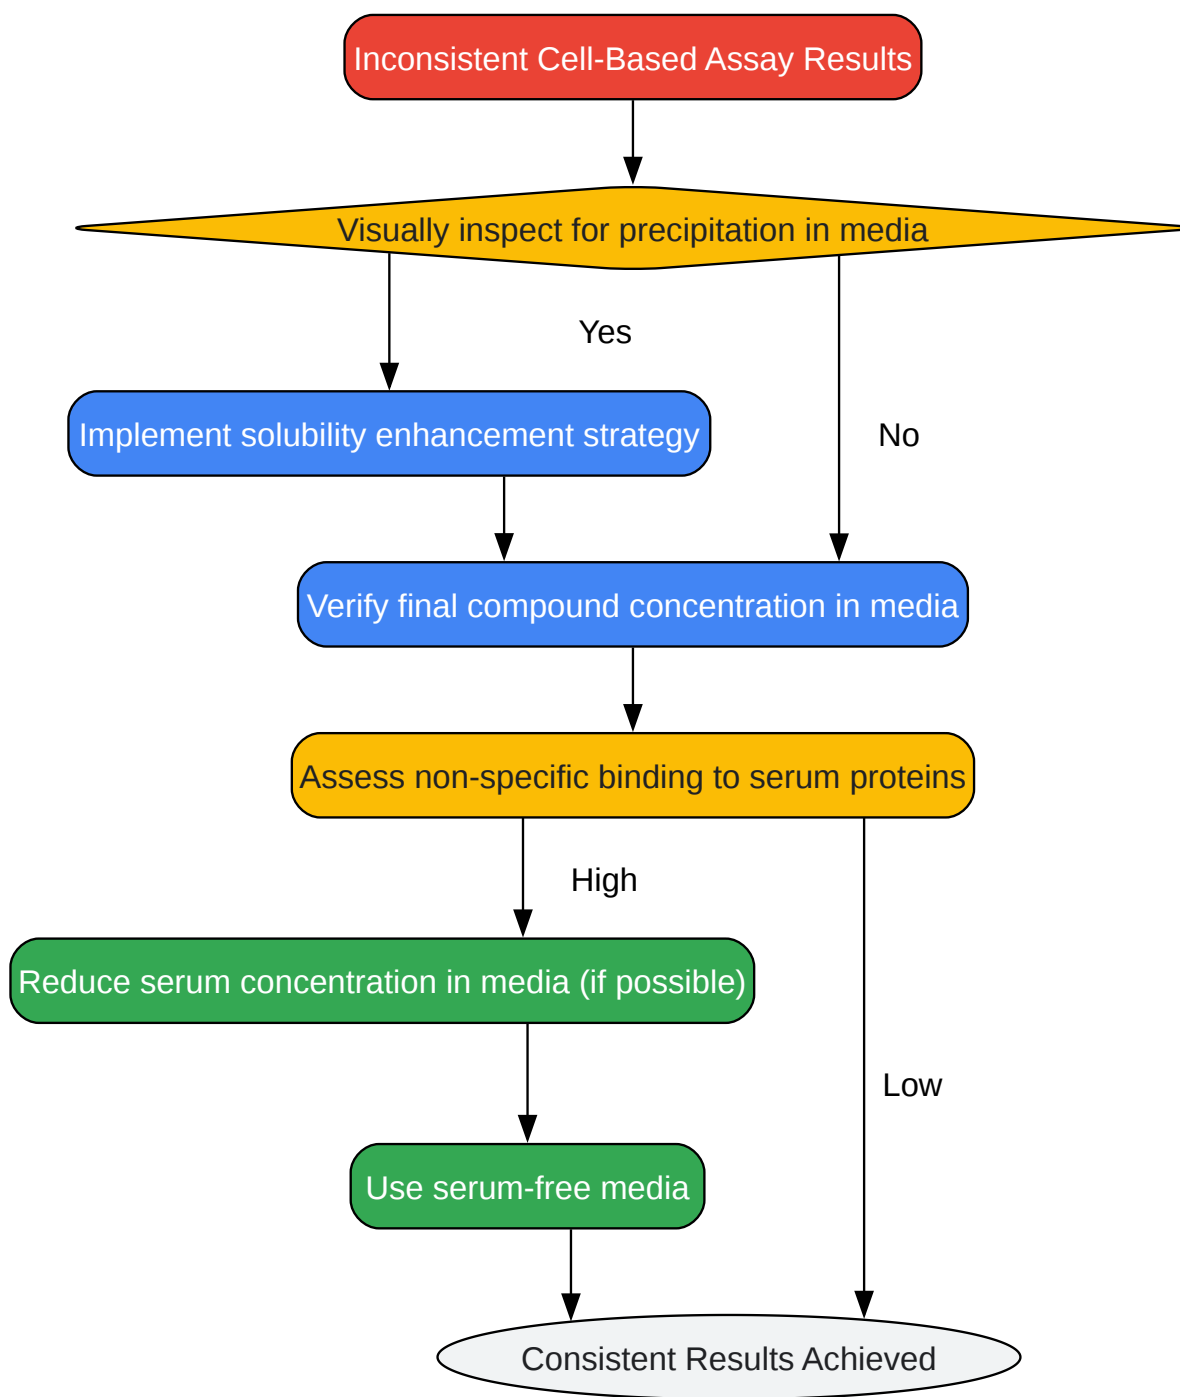 Inconsistent Cell-Based Assay Results
Visually inspect for precipitation in media
Yes
Implement solubility enhancement strategy
No
Verify final compound concentration in media
Assess non-specific binding to serum proteins
High
Reduce serum concentration in media (if possible)
Low
Use serum-free media
Consistent Results Achieved